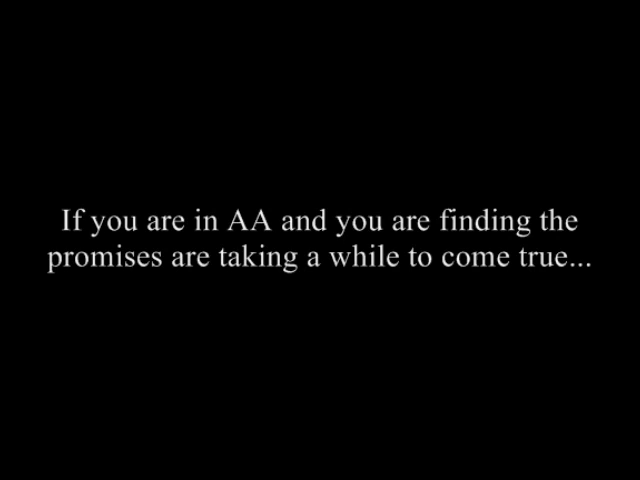 If you are in AA and you are finding the
promises are taking a while to come true...